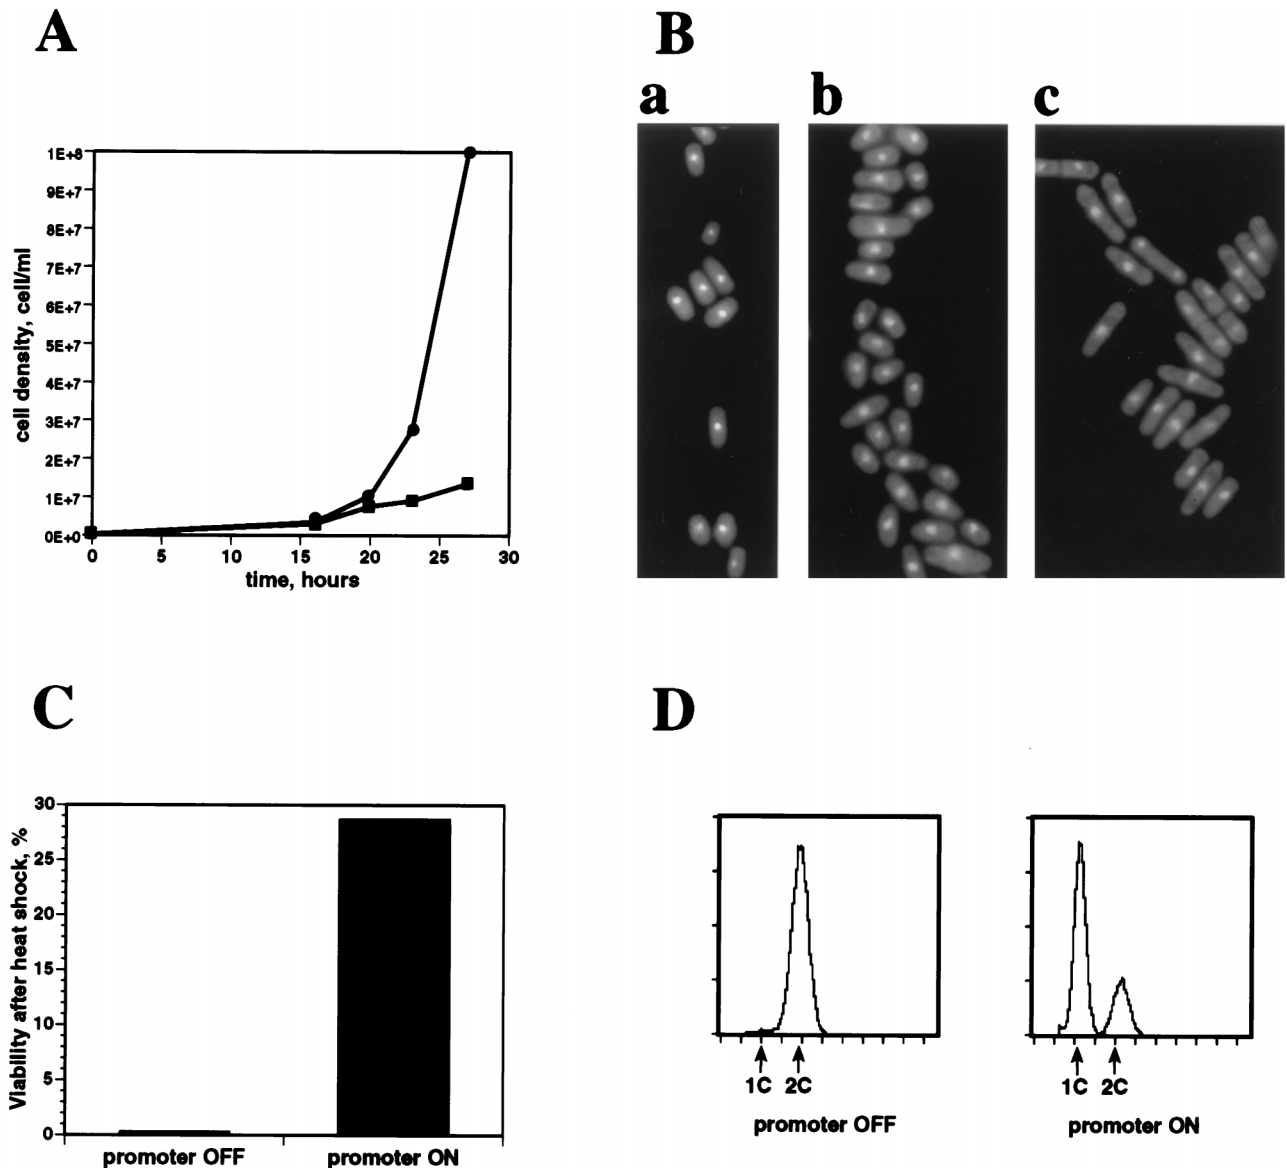 A
B
a
b
c
1E+8
9E+7
8E+7
7E+7
6E+7
5E+7
4E+7
3E+7
2E+7
1E+7
0E+0
cell density, cell/ml
0 5 10 15 20 25 30
time, hours
C
D
30
25
20
15
10
5
0
Viability after heat shock, %
promoter OFF promoter ON
1C 2C
promoter OFF
1C 2C
promoter ON